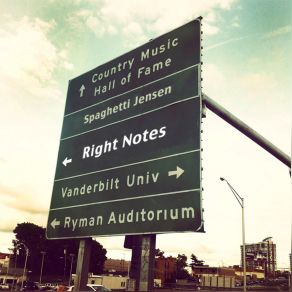 Country Music
Hall of Fame
Spaghetti Jensen
Right Notes
Vanderbilt Univ
Ryman Auditorium